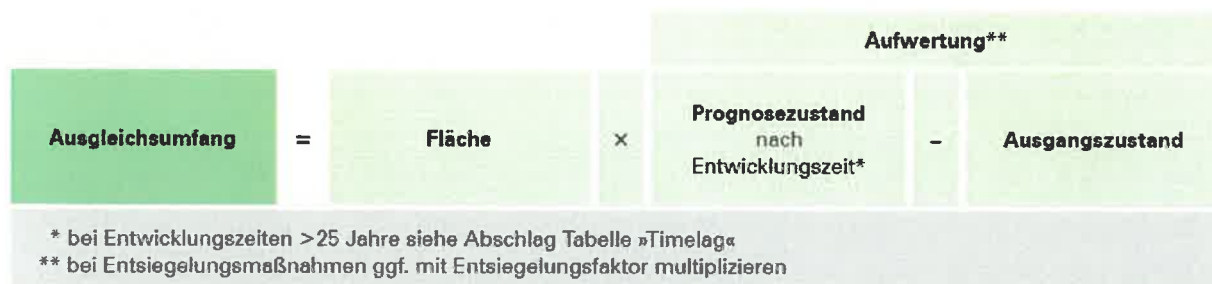 Aufwertung**
Ausgleichsumfang = Fläche × Prognosezustand nach Entwicklungszeit* – Ausgangszustand
* bei Entwicklungszeiten >25 Jahre siehe Abschlag Tabelle »Timelag«
** bei Entsiegelungsmaßnahmen ggf. mit Entsiegelungsfaktor multiplizieren